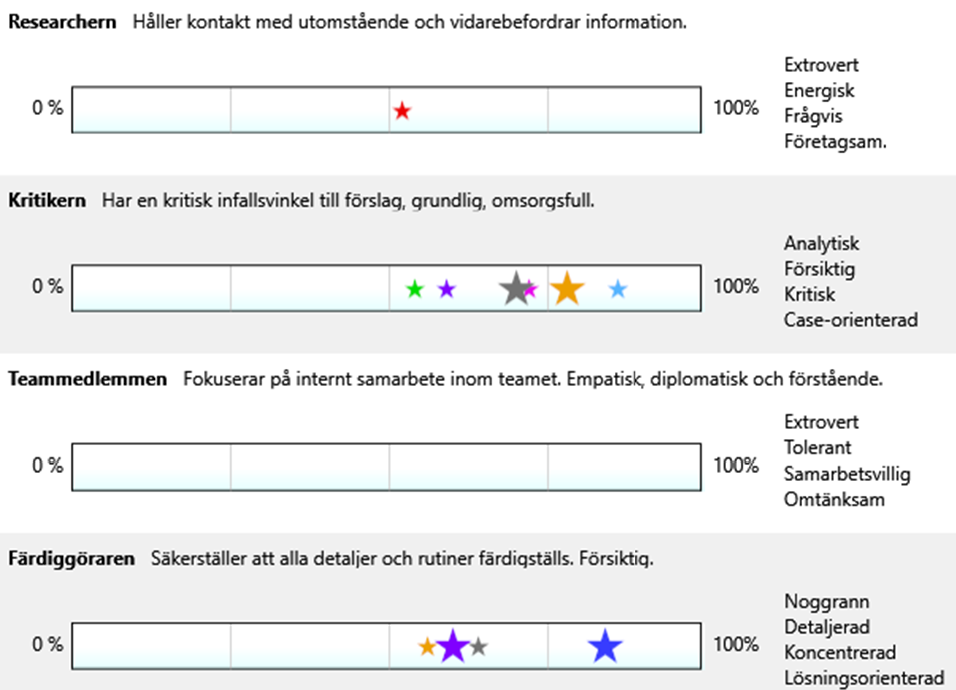 Researchern Håller kontakt med utomstående och vidarebefordrar information.
0 %
100%
Extrovert
Energisk
Frågvis
Företagsam.
Kritikern Har en kritisk infallsvinkel till förslag, grundlig, omsorgsfull.
0 %
100%
Analytisk
Försiktig
Kritisk
Case-orienterad
Teammedlemmen Fokuserar på internt samarbete inom teamet. Empatisk, diplomatisk och förstående.
0 %
100%
Extrovert
Tolerant
Samarbetsvillig
Omtänksam
Färdiggöraren Säkerställer att alla detaljer och rutiner färdigställs. Försiktig.
0 %
100%
Noggrann
Detaljerad
Koncentrerad
Lösningsorienterad